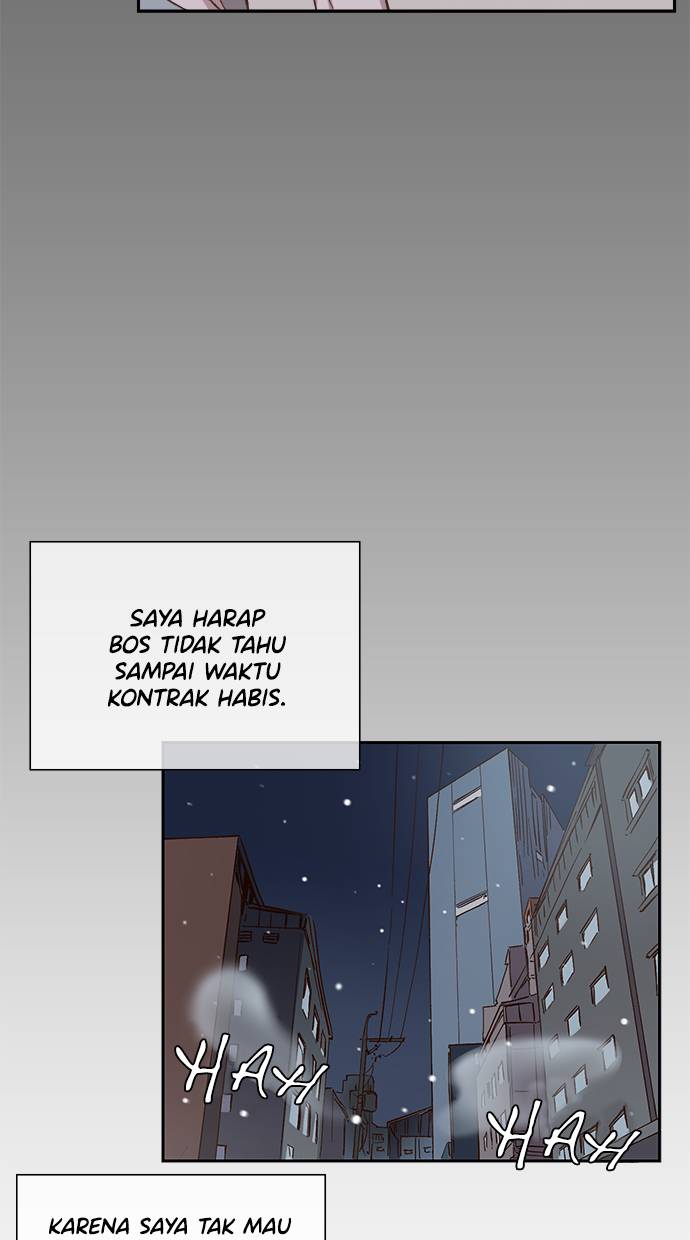 SAYA HARAP
BOS TIDAK TAHU
SAMPAI WAKTU
KONTRAK HABIS.
HAH
HAH
KARENA SAYA TAK MAU